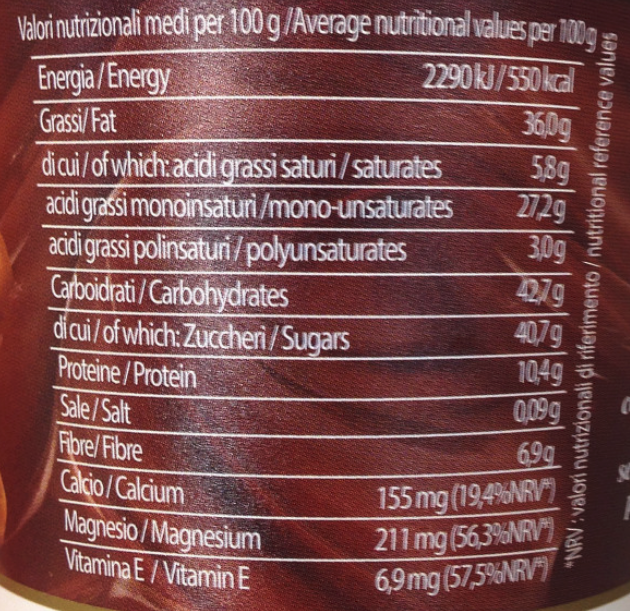 Valori nutrizionali medi per 100 g/Average nutritional values per 100 g
Energia/Energy 2290 kJ/550 kcal
Grassi/Fat 36,0g
di cui/of which: acidi grassi saturi/saturates 5,8g
acidi grassi monoinsaturi/mono-unsaturates 27,2g
acidi grassi polinsaturi/polyunsaturates 3,0g
Carboidrati/Carbohydrates 42,7g
di cui/of which: Zuccheri/Sugars 40,7g
Proteine/Protein 10,4g
Sale/Salt 0,09g
Fibre/Fibre 6,9g
Calcio/Calcium 155 mg (19,4%NRV*)
Magnesio/Magnesium 211 mg (56,3%NRV*)
Vitamina E / Vitamin E 6,9 mg (57,5%NRV*)
*NRV: valori nutrizionali di riferimento / nutritional reference values